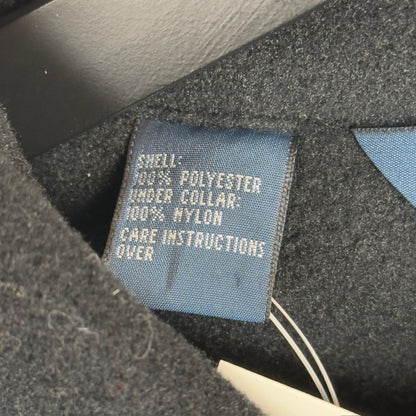 SHELL:
100% POLYESTER
UNDER COLLAR:
100% NYLON
CARE INSTRUCTIONS
OVER